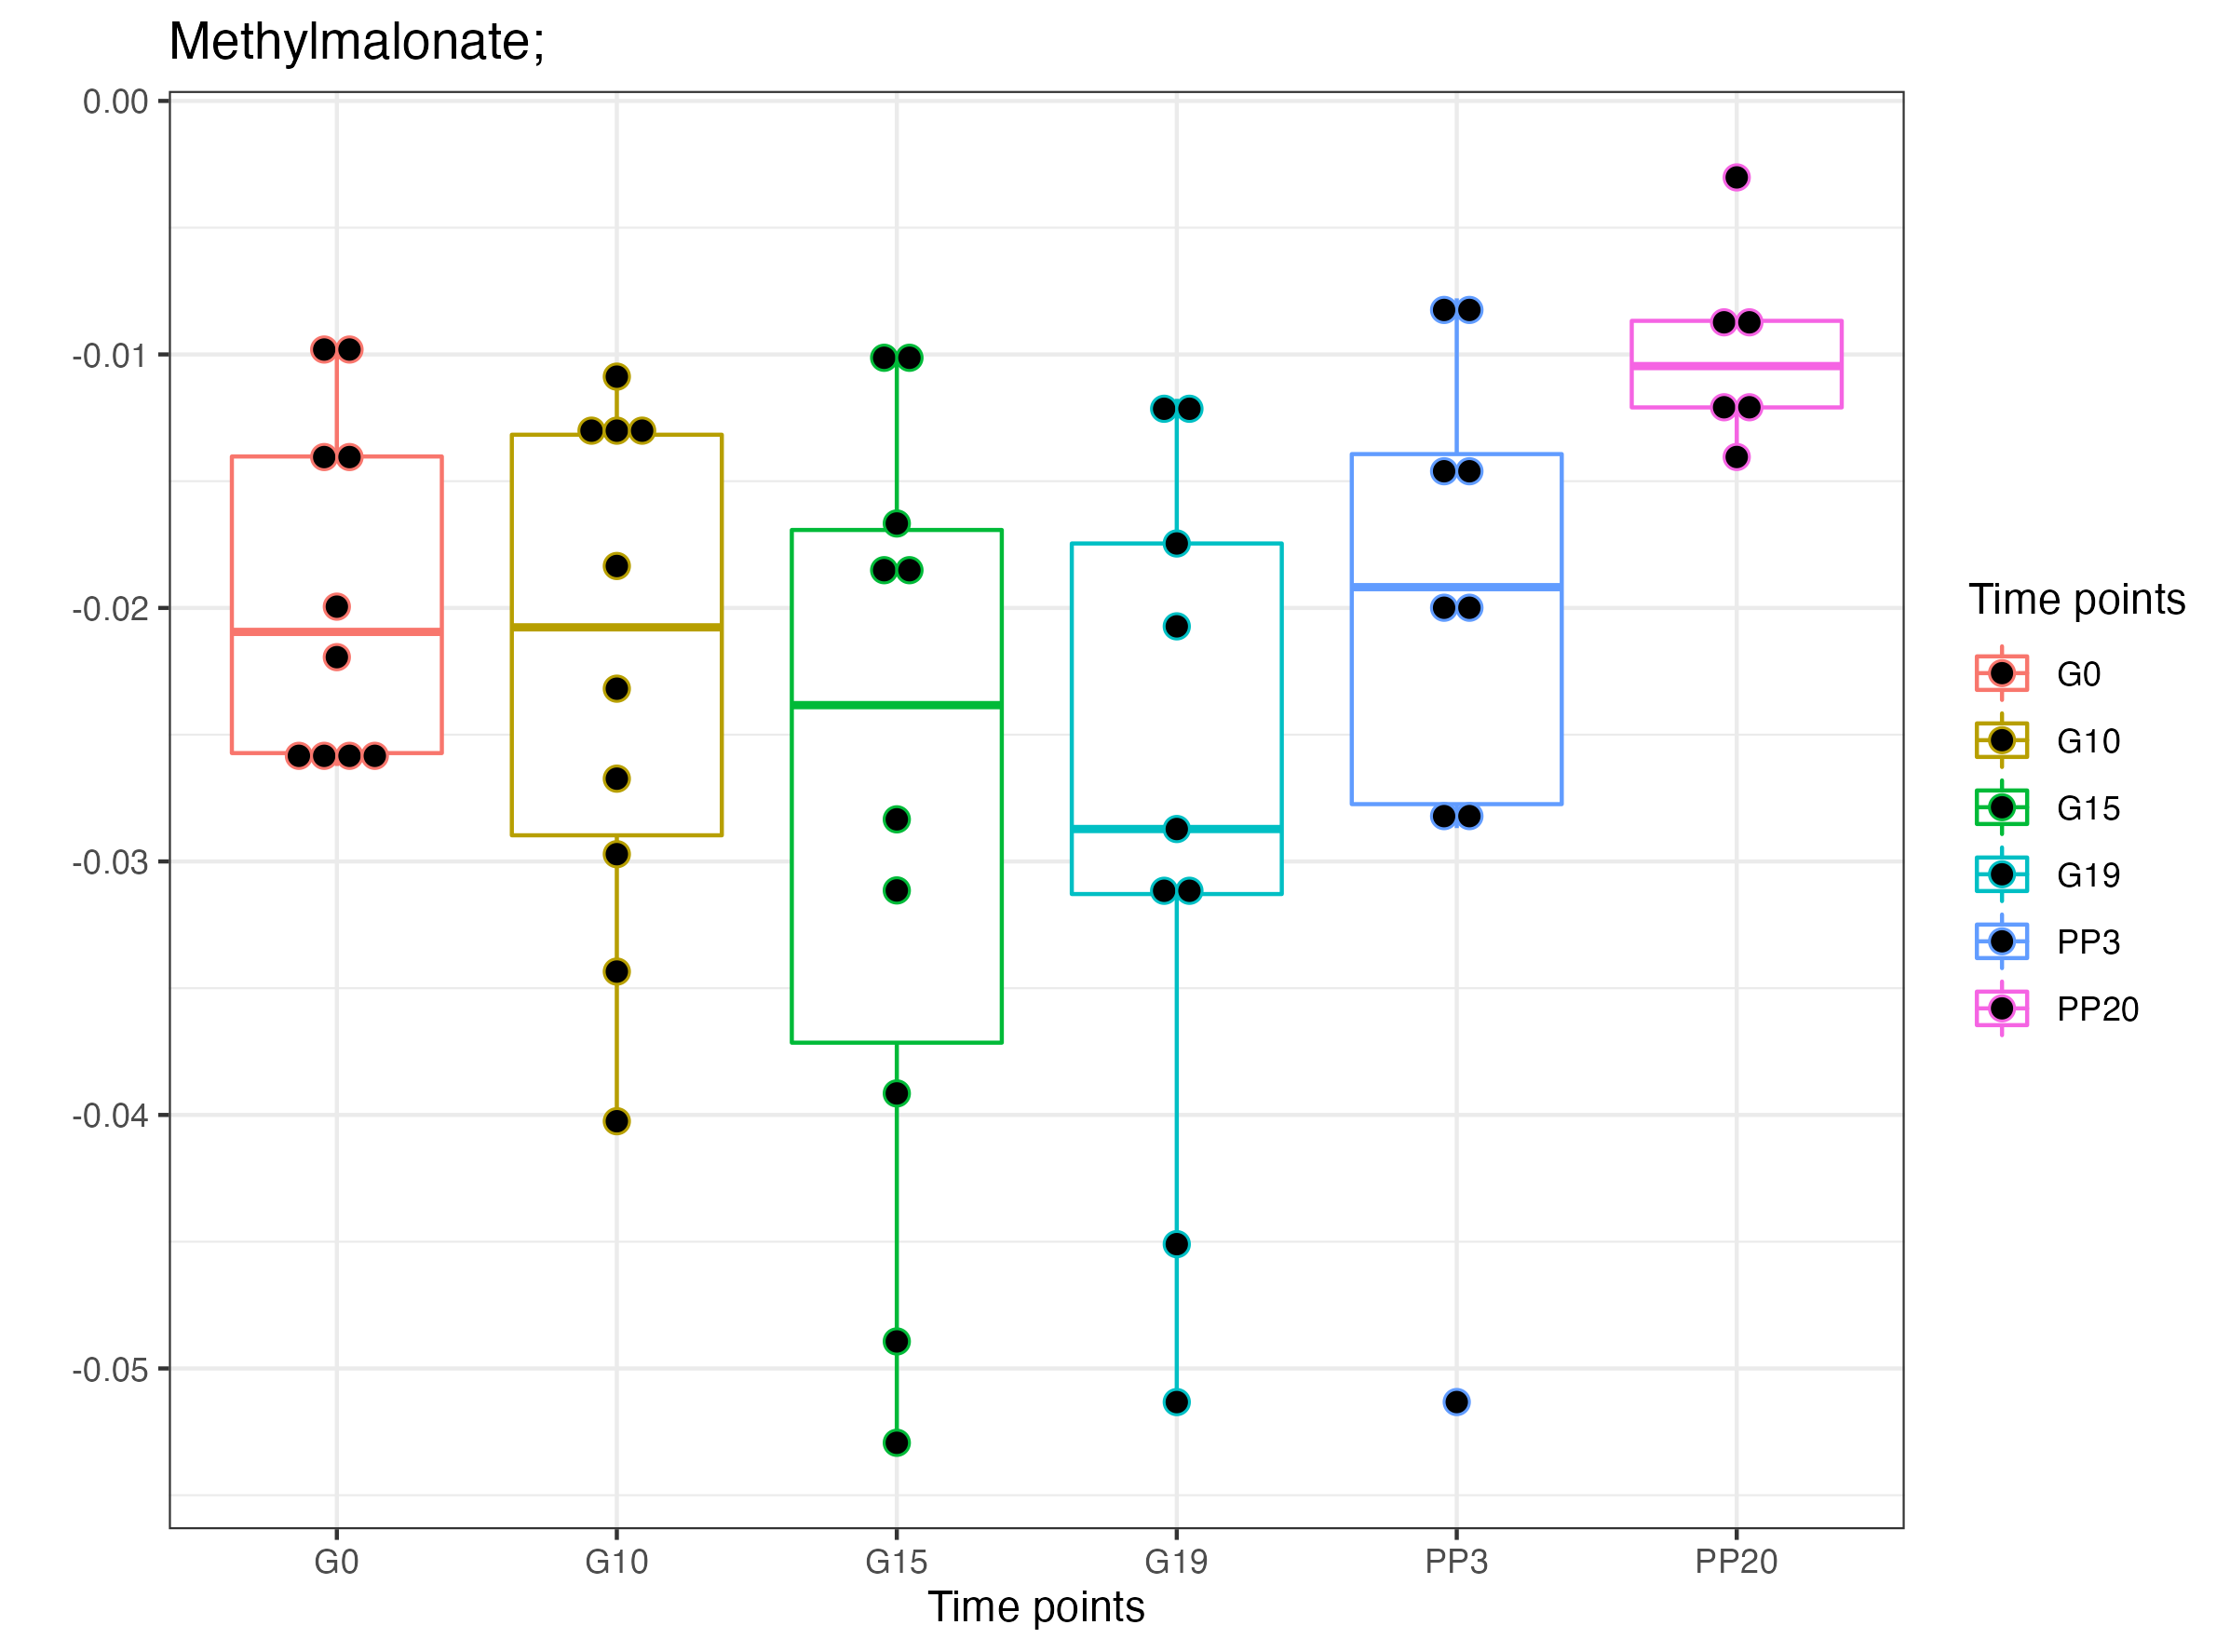 Methylmalonate;
0.00
-0.01
-0.02
-0.03
-0.04
-0.05
G0 G10 G15 G19 PP3 PP20
Time points
Time points
G0
G10
G15
G19
PP3
PP20